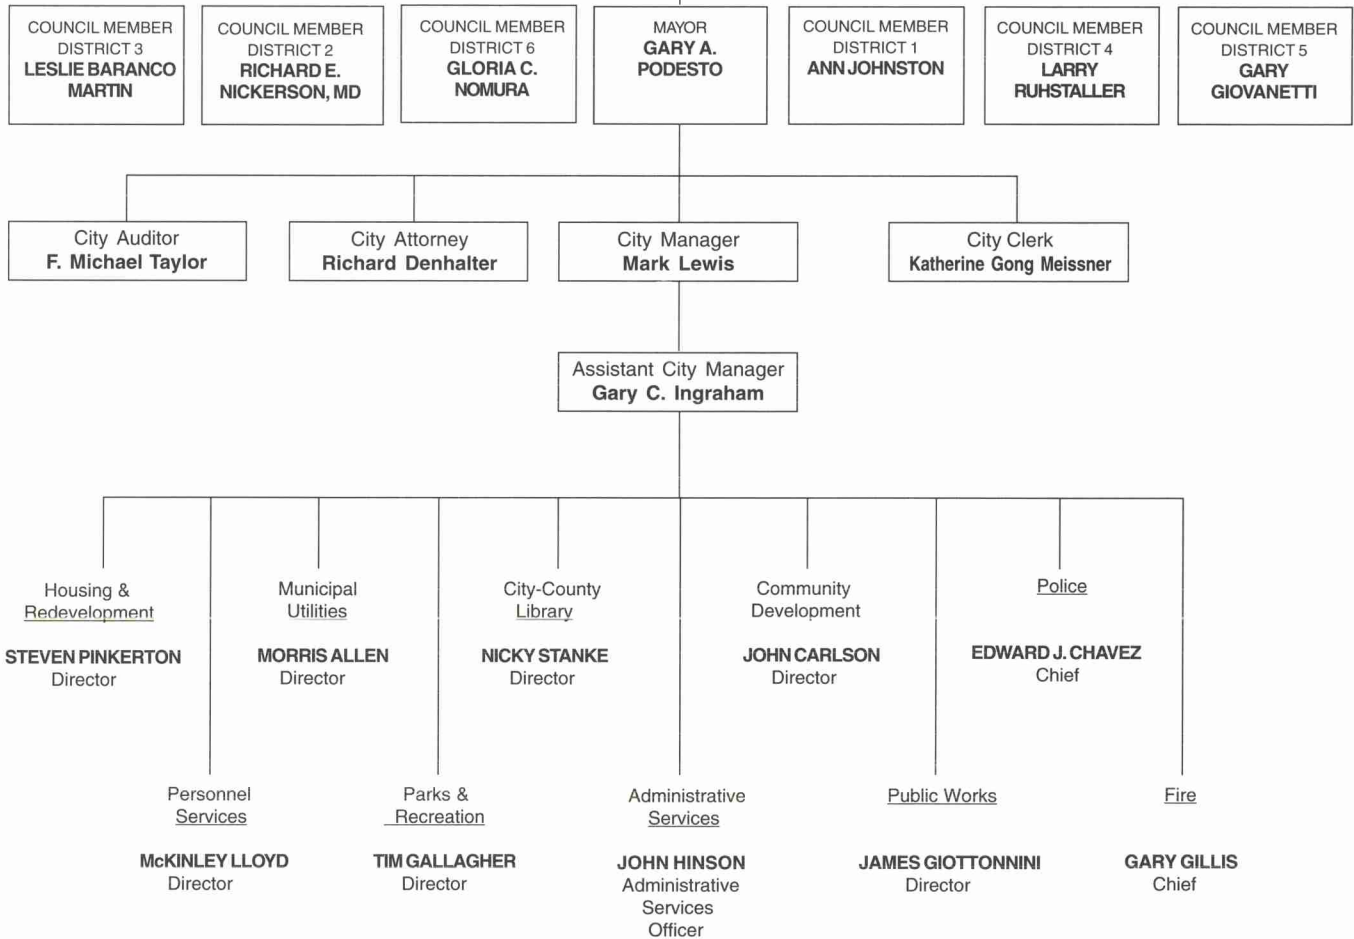 COUNCIL MEMBER
DISTRICT 3
LESLIE BARANCO
MARTIN
COUNCIL MEMBER
DISTRICT 2
RICHARD E.
NICKERSON, MD
COUNCIL MEMBER
DISTRICT 6
GLORIA C.
NOMURA
MAYOR
GARY A.
PODESTO
COUNCIL MEMBER
DISTRICT 1
ANN JOHNSTON
COUNCIL MEMBER
DISTRICT 4
LARRY
RUHSTALLER
COUNCIL MEMBER
DISTRICT 5
GARY
GIOVANETTI
City Auditor
F. Michael Taylor
City Attorney
Richard Denhalter
City Manager
Mark Lewis
City Clerk
Katherine Gong Meissner
Assistant City Manager
Gary C. Ingraham
Housing &
Redevelopment
STEVEN PINKERTON
Director
Municipal
Utilities
MORRIS ALLEN
Director
City-County
Library
NICKY STANKE
Director
Community
Development
JOHN CARLSON
Director
Police
EDWARD J. CHAVEZ
Chief
Personnel
Services
McKINLEY LLOYD
Director
Parks &
Recreation
TIM GALLAGHER
Director
Administrative
Services
JOHN HINSON
Administrative
Services
Officer
Public Works
JAMES GIOTTONNINI
Director
Fire
GARY GILLIS
Chief